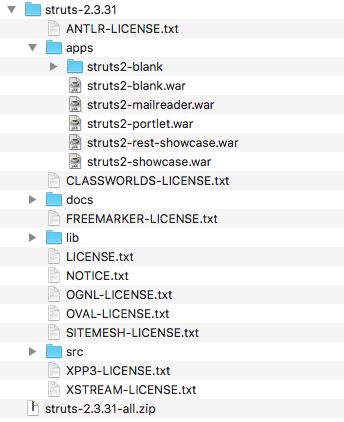 struts-2.3.31
ANTLR-LICENSE.txt
apps
struts2-blank
struts2-blank.war
struts2-mailreader.war
struts2-portlet.war
struts2-rest-showcase.war
struts2-showcase.war
CLASSWORLDS-LICENSE.txt
docs
FREEMARKER-LICENSE.txt
lib
LICENSE.txt
NOTICE.txt
OGNL-LICENSE.txt
OVAL-LICENSE.txt
SITEMESH-LICENSE.txt
src
XPP3-LICENSE.txt
XSTREAM-LICENSE.txt
struts-2.3.31-all.zip